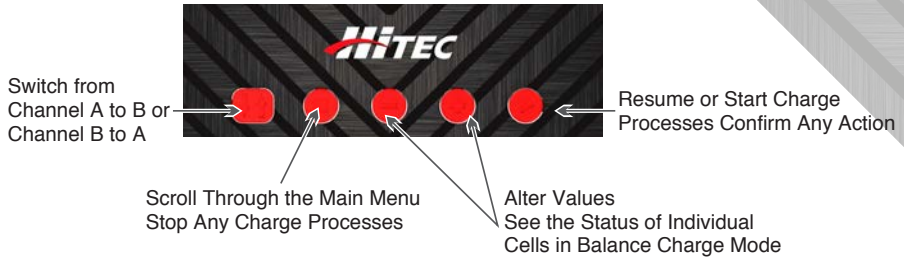 HiTEC
Switch from
Channel A to B or
Channel B to A
Resume or Start Charge
Processes Confirm Any Action
Scroll Through the Main Menu
Stop Any Charge Processes
Alter Values
See the Status of Individual
Cells in Balance Charge Mode